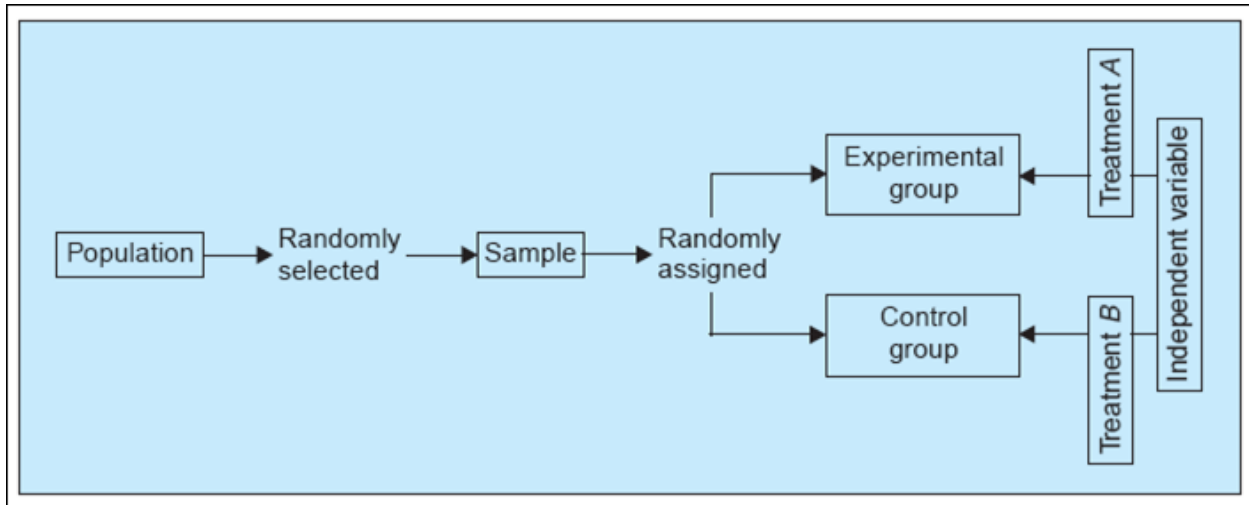 Population
Randomly
selected
Sample
Randomly
assigned
Experimental
group
Control
group
Treatment A
Treatment B
Independent variable